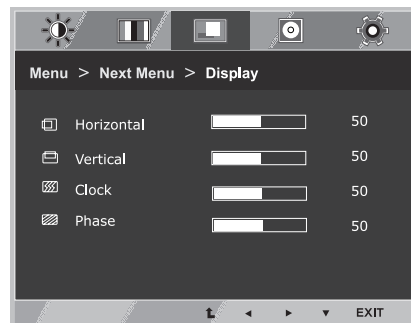 Menu > Next Menu > Display
Horizontal 50
Vertical 50
Clock 50
Phase 50
EXIT